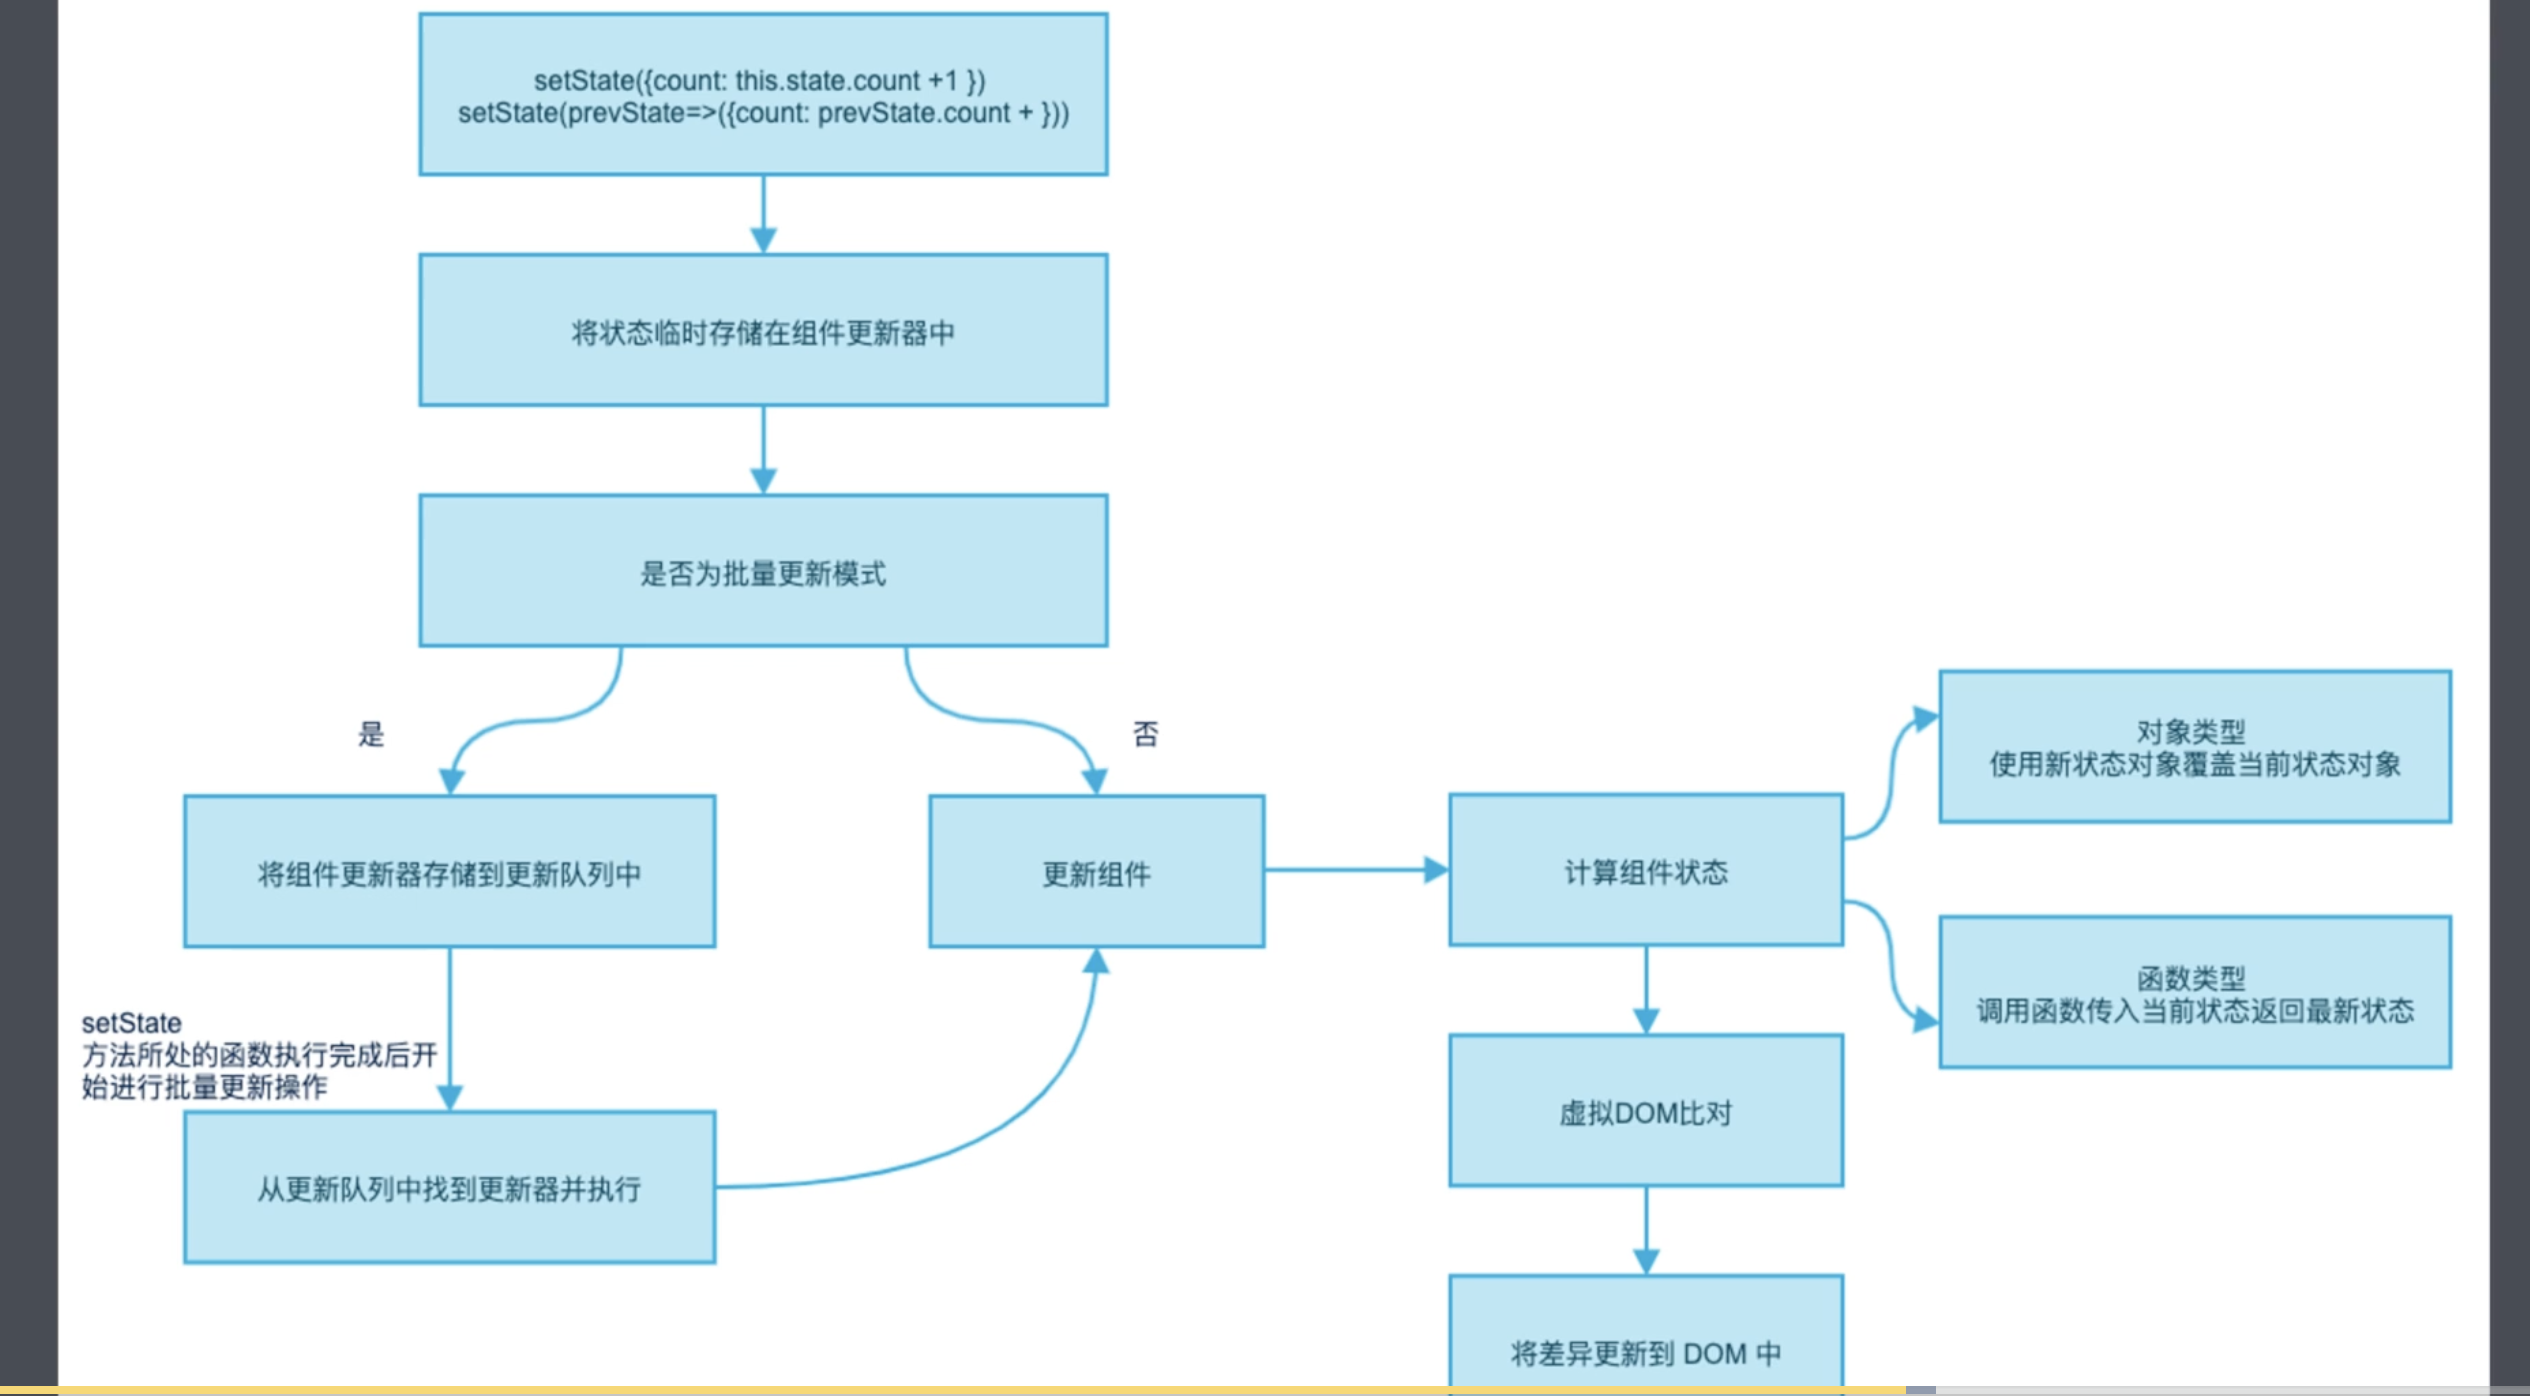 setState({count: this.state.count +1 })
setState(prevState=>({count: prevState.count + }))
将状态临时存储在组件更新器中
是否为批量更新模式
是
否
将组件更新器存储到更新队列中
更新组件
计算组件状态
对象类型
使用新状态对象覆盖当前状态对象
函数类型
调用函数传入当前状态返回最新状态
setState
方法所处的函数执行完成后开
始进行批量更新操作
从更新队列中找到更新器并执行
虚拟DOM比对
将差异更新到 DOM 中